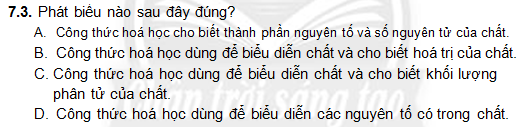 7.3. Phát biểu nào sau đây đúng?
A. Công thức hoá học cho biết thành phần nguyên tố và số nguyên tử của chất.
B. Công thức hoá học dùng để biểu diễn chất và cho biết hoá trị của chất.
C. Công thức hoá học dùng để biểu diễn chất và cho biết khối lượng
phân tử của chất.
D. Công thức hoá học dùng để biểu diễn các nguyên tố có trong chất.